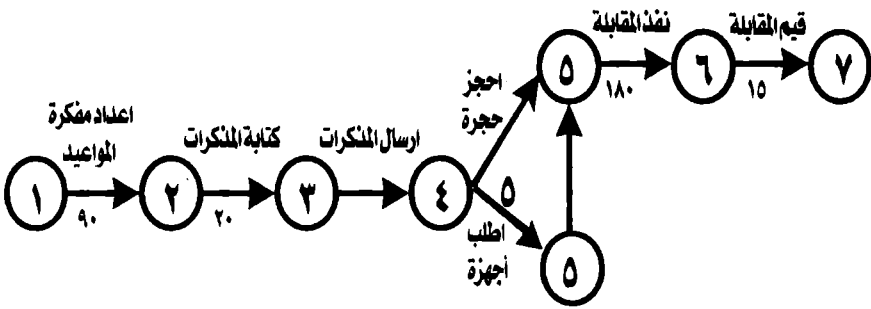 اعداد مفكرة
المواعيد
٩٠
كتابة المذكرات
٢٠
ارسال المذكرات
احجز
حجرة
٥
اطلب
أجهزة
نفذ المقابلة
١٨٠
قيم المقابلة
١٥
١
٢
٣
٤
٥
٥
٦
٧